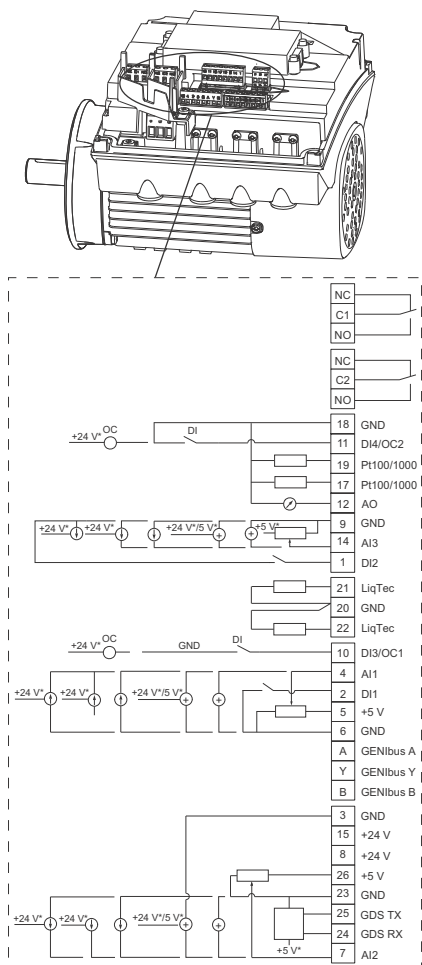 NC
C1
NO
NC
C2
NO
18 GND
+24 V* OC DI 11 DI4/OC2
19 Pt100/1000
17 Pt100/1000
12 AO
9 GND
+24 V* +24 V* +24 V*/5 V* +5 V*
14 AI3
1 DI2
21 LiqTec
20 GND
22 LiqTec
+24 V* OC GND DI 10 DI3/OC1
4 AI1
+24 V* +24 V* +24 V*/5 V* 2 DI1
5 +5 V
6 GND
A GENIbus A
Y GENIbus Y
B GENIbus B
3 GND
15 +24 V
8 +24 V
26 +5 V
23 GND
+24 V* +24 V* +24 V*/5 V* 25 GDS TX
24 GDS RX
+5 V*
7 AI2